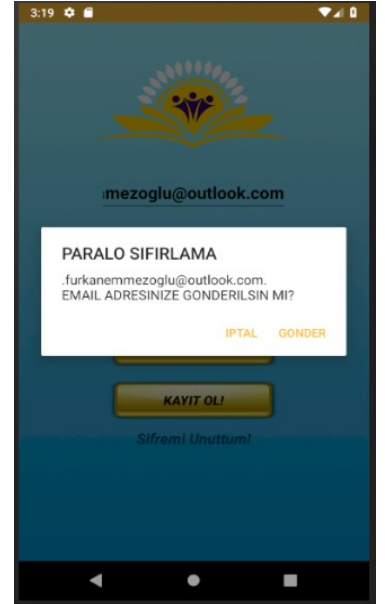 3:19
mezoglu@outlook.com
PARALO SIFIRLAMA
.furkanemmezoglu@outlook.com.
EMAIL ADRESINIZE GONDERILSIN MI?
IPTAL GONDER
KAYIT OL!
Sifremi Unuttum!